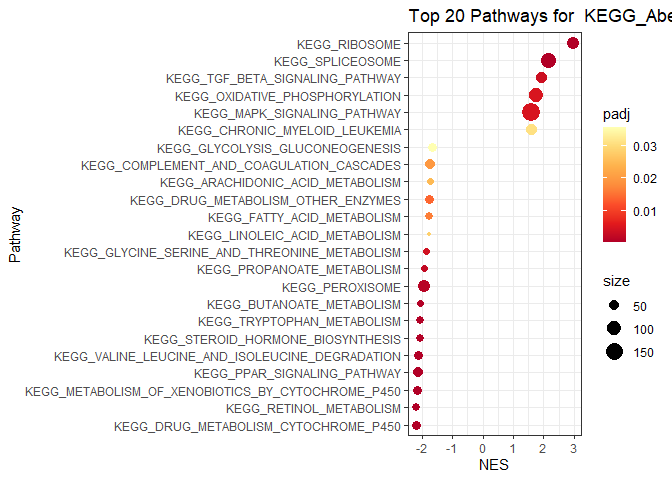 Top 20 Pathways for  KEGG_Abe
KEGG_RIBOSOME
KEGG_SPLICEOSOME
KEGG_TGF_BETA_SIGNALING_PATHWAY
KEGG_OXIDATIVE_PHOSPHORYLATION
KEGG_MAPK_SIGNALING_PATHWAY
KEGG_CHRONIC_MYELOID_LEUKEMIA
KEGG_GLYCOLYSIS_GLUCONEOGENESIS
KEGG_COMPLEMENT_AND_COAGULATION_CASCADES
KEGG_ARACHIDONIC_ACID_METABOLISM
KEGG_DRUG_METABOLISM_OTHER_ENZYMES
KEGG_FATTY_ACID_METABOLISM
KEGG_LINOLEIC_ACID_METABOLISM
KEGG_GLYCINE_SERINE_AND_THREONINE_METABOLISM
KEGG_PROPANOATE_METABOLISM
KEGG_PEROXISOME
KEGG_BUTANOATE_METABOLISM
KEGG_TRYPTOPHAN_METABOLISM
KEGG_STEROID_HORMONE_BIOSYNTHESIS
KEGG_VALINE_LEUCINE_AND_ISOLEUCINE_DEGRADATION
KEGG_PPAR_SIGNALING_PATHWAY
KEGG_METABOLISM_OF_XENOBIOTICS_BY_CYTOCHROME_P450
KEGG_RETINOL_METABOLISM
KEGG_DRUG_METABOLISM_CYTOCHROME_P450
Pathway
-2 -1 0 1 2 3
NES
padj
0.03
0.02
0.01
size
50
100
150